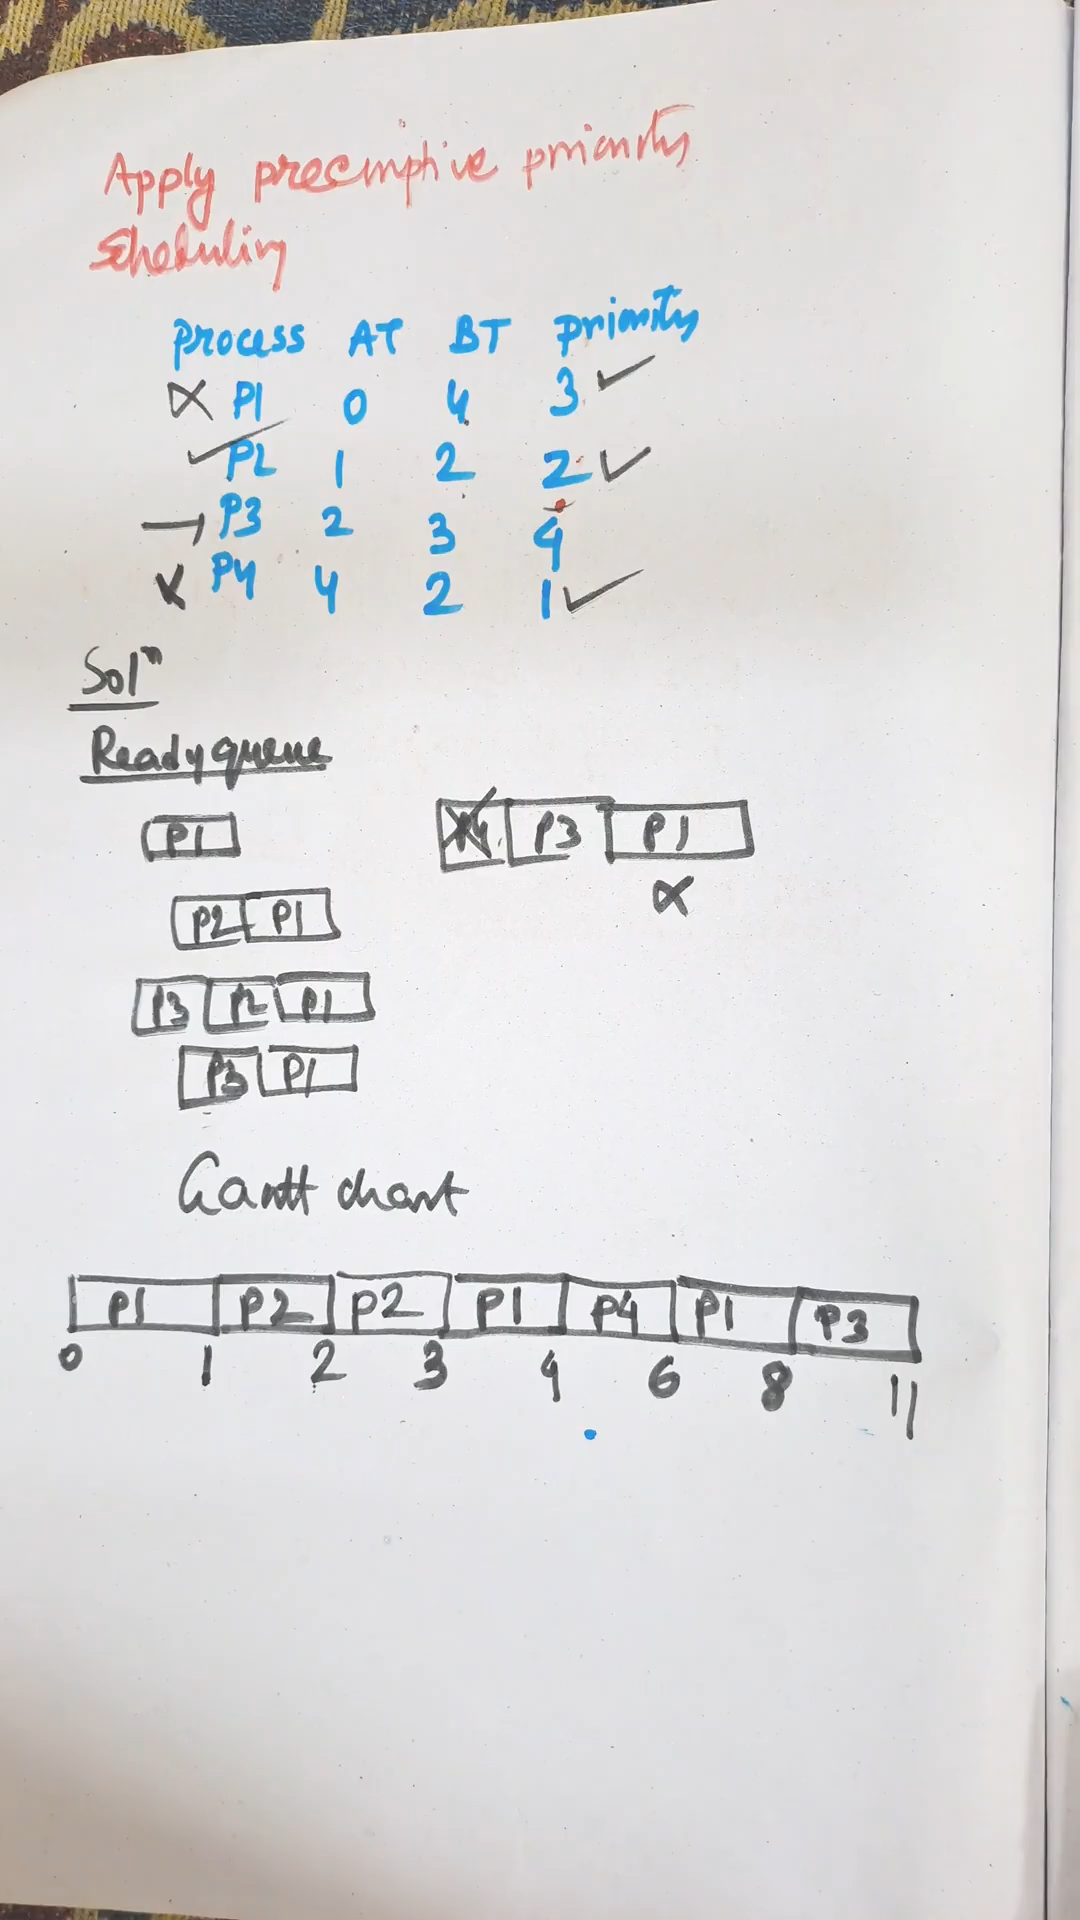 Apply preemptive priority
Scheduling
Process AT BT Priority
P1 0 4 3
P2 1 2 2
P3 2 3 4
P4 4 2 1
Solⁿ
Ready queue
P1
P4 P3 P1
P2 P1
P3 P2 P1
P3 P1
Gantt chart
P1 P2 P2 P1 P4 P1 P3
0 1 2 3 4 6 8 11